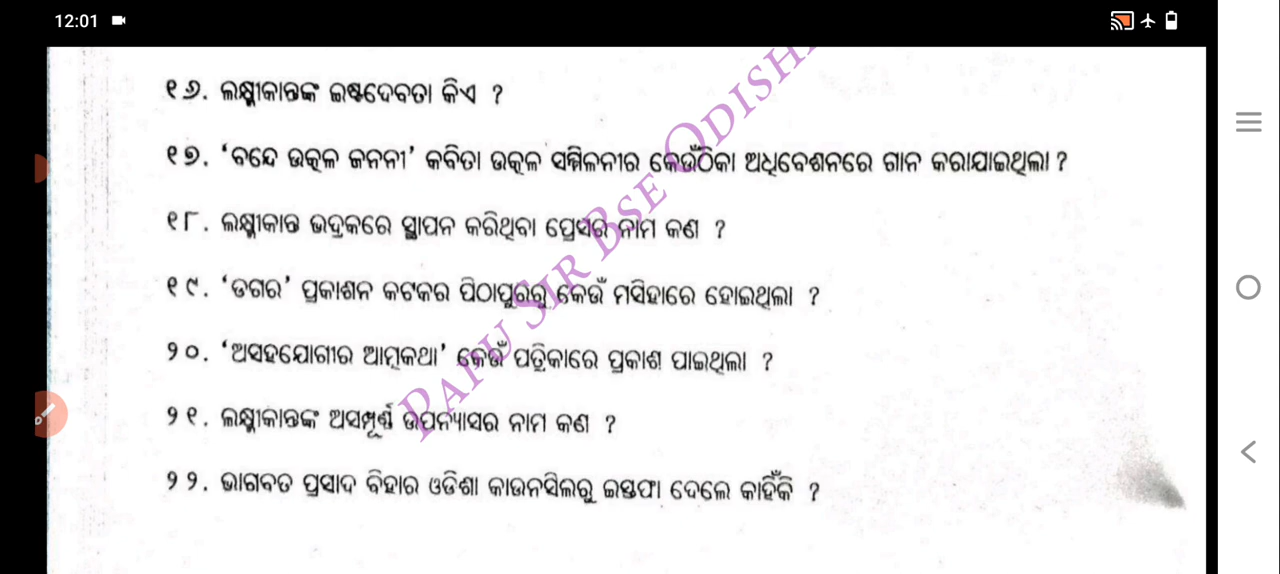 12:01
୧୬. ଲକ୍ଷ୍ମୀକାନ୍ତଙ୍କ ଇଷ୍ଟଦେବତା କିଏ ?
୧୭. ‘ବନ୍ଦେ ଉତ୍କଳ ଜନନୀ’ କବିତା ଉତ୍କଳ ସମ୍ମିଳନୀର କେଉଁଠିକା ଅଧିବେଶନରେ ଗାନ କରାଯାଇଥିଲା ?
୧୮. ଲକ୍ଷ୍ମୀକାନ୍ତ ଭଦ୍ରକରେ ସ୍ଥାପନ କରିଥିବା ପ୍ରେସର ନାମ କଣ ?
୧୯. ‘ଡଗର’ ପ୍ରକାଶନ କଟକର ପିଠାପୁରରୁ କେଉଁ ମସିହାରେ ହୋଇଥିଲା ?
୨୦. ‘ଅସହଯୋଗୀର ଆତ୍ମକଥା’ କେଉଁ ପତ୍ରିକାରେ ପ୍ରକାଶ ପାଇଥିଲା ?
୨୧. ଲକ୍ଷ୍ମୀକାନ୍ତଙ୍କ ଅସମ୍ପୂର୍ଣ୍ଣ ଉପନ୍ୟାସର ନାମ କଣ ?
୨୨. ଭାଗବତ ପ୍ରସାଦ ବିହାର ଓଡିଶା କାଉନସିଲରୁ ଇସ୍ତଫା ଦେଲେ କାହିଁକି ?
PAPU SIR BSE ODISH